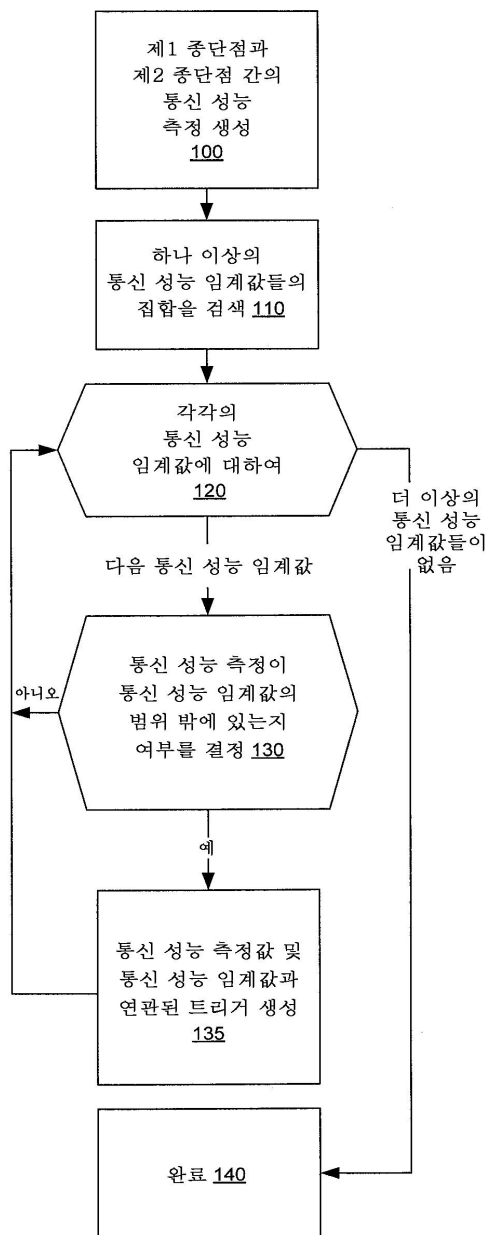 제1 종단점과
제2 종단점 간의
통신 성능
측정 생성
100
하나 이상의
통신 성능 임계값들의
집합을 검색 110
각각의
통신 성능
임계값에 대하여
120
더 이상의
통신 성능
임계값들이
없음
다음 통신 성능 임계값
통신 성능 측정이
통신 성능 임계값의
범위 밖에 있는지
여부를 결정 130
아니오
예
통신 성능 측정값 및
통신 성능 임계값과
연관된 트리거 생성
135
완료 140